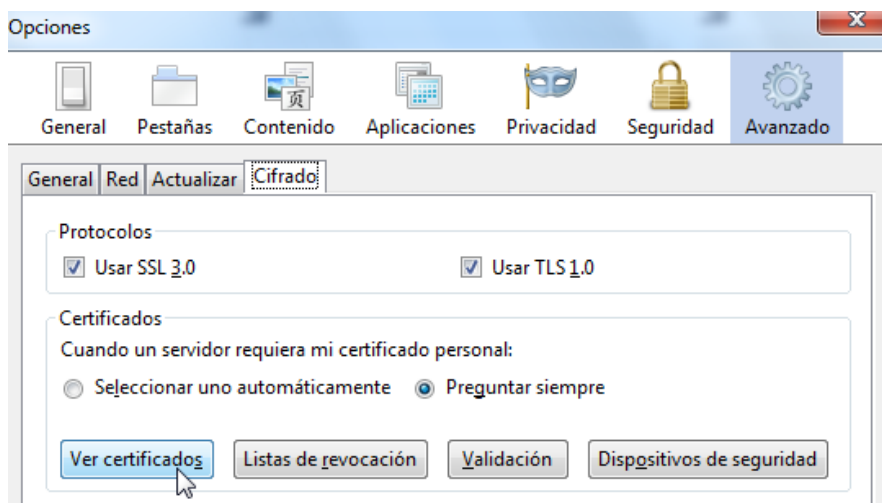 Opciones
General Pestañas Contenido Aplicaciones Privacidad Seguridad Avanzado
General Red Actualizar Cifrado
Protocolos
Usar SSL 3.0 Usar TLS 1.0
Certificados
Cuando un servidor requiera mi certificado personal:
Seleccionar uno automáticamente Preguntar siempre
Ver certificados Listas de revocación Validación Dispositivos de seguridad
页